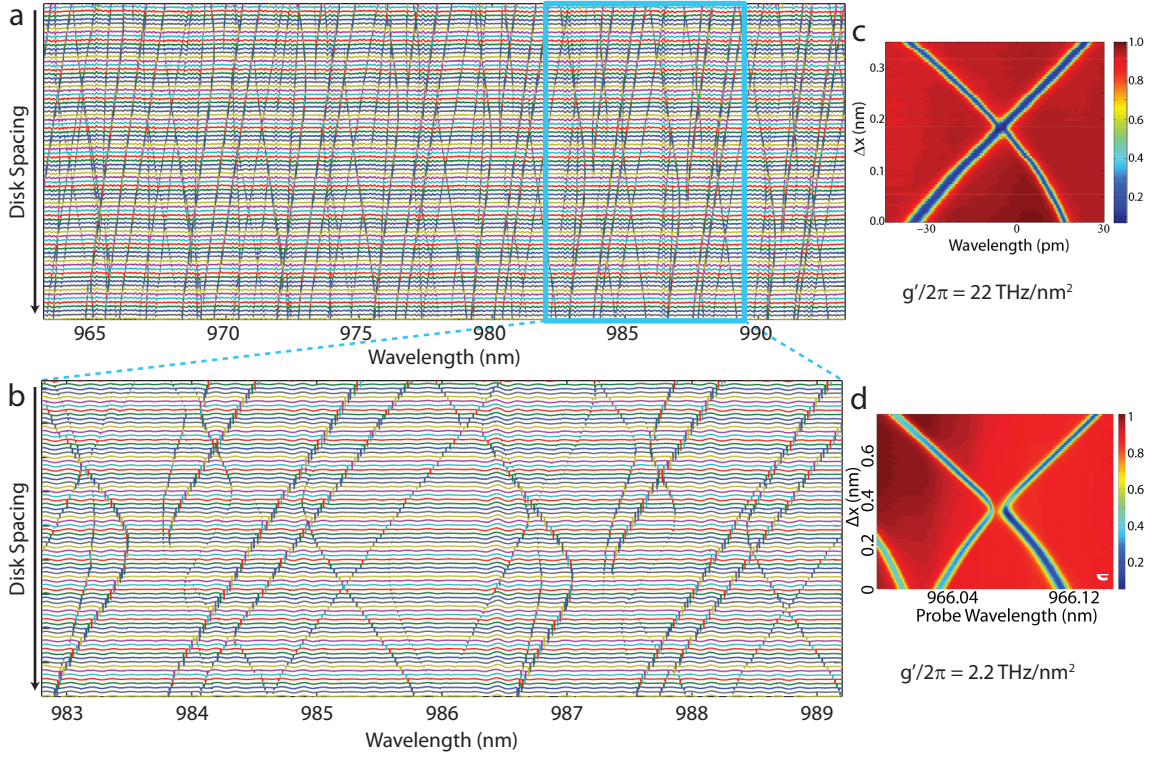 a
Disk Spacing
965 970 975 980 985 990
Wavelength (nm)
b
Disk Spacing
983 984 985 986 987 988 989
Wavelength (nm)
c
Δx (nm)
0.3
0.2
0.1
0.0
−30 0 30
Wavelength (pm)
1.0
0.8
0.6
0.4
0.2
g′/2π = 22 THz/nm²
d
Δx (nm)
0.6
0.4
0.2
0
966.04 966.12
Probe Wavelength (nm)
1
0.8
0.6
0.4
0.2
g′/2π = 2.2 THz/nm²